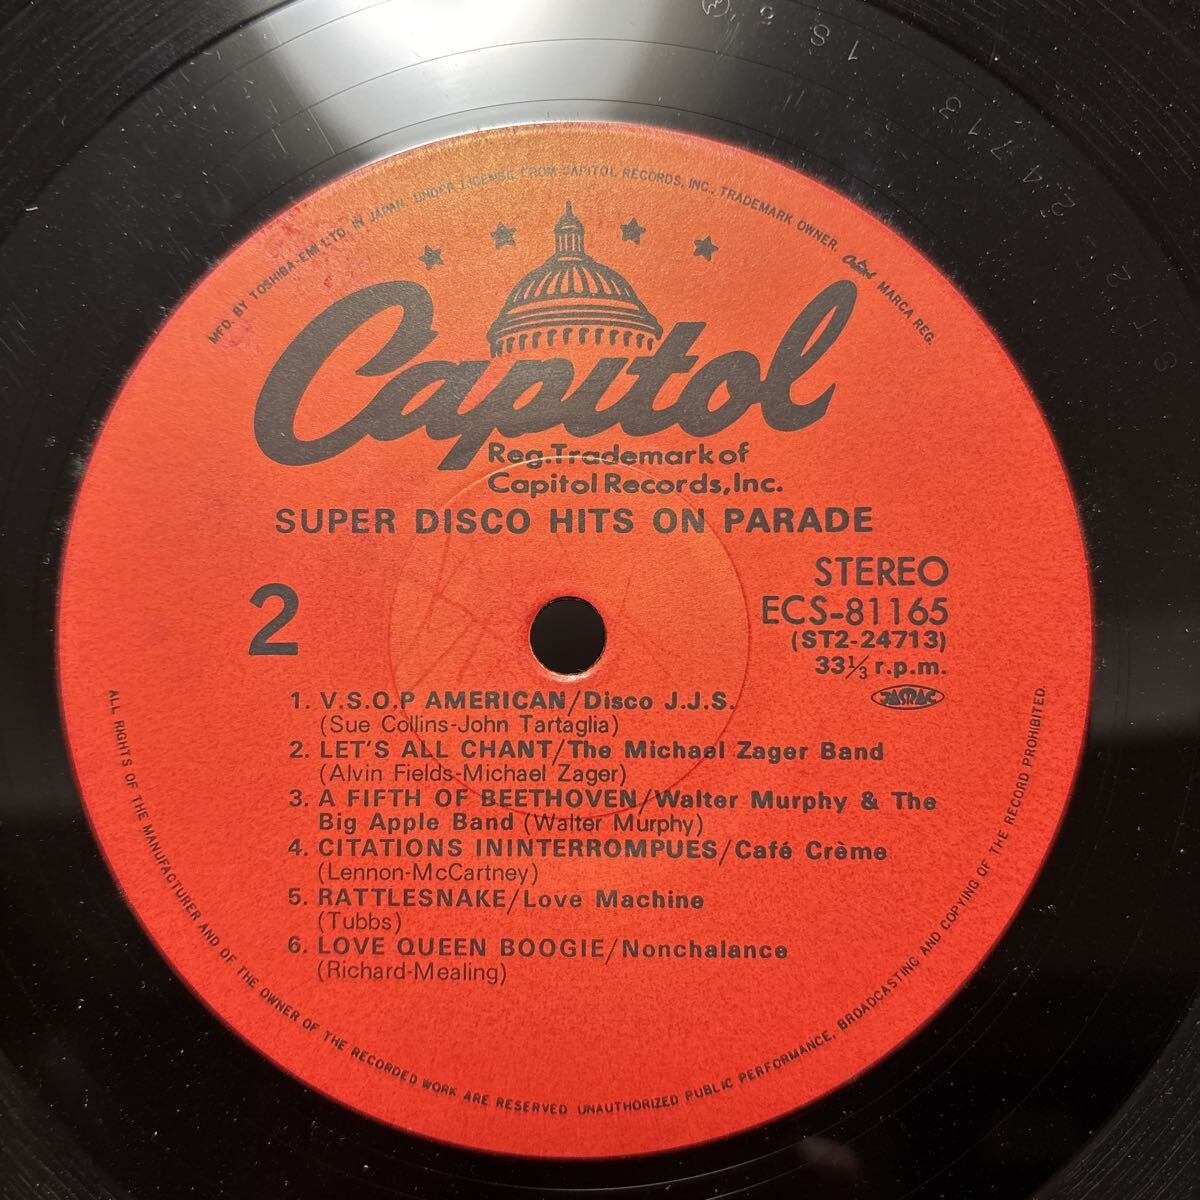 MFD. BY TOSHIBA-EMI LTD. IN JAPAN, UNDER LICENSE FROM CAPITOL RECORDS, INC., TRADEMARK OWNER. Capitol MARCA REG.
Capitol
Reg.Trademark of
Capitol Records,Inc.
SUPER DISCO HITS ON PARADE
2
STEREO
ECS-81165
(ST2-24713)
33⅓ r.p.m.
JASRAC
1. V.S.O.P AMERICAN/Disco J.J.S.
(Sue Collins-John Tartaglia)
2. LET'S ALL CHANT/The Michael Zager Band
(Alvin Fields-Michael Zager)
3. A FIFTH OF BEETHOVEN/Walter Murphy & The
Big Apple Band (Walter Murphy)
4. CITATIONS ININTERROMPUES/Café Crème
(Lennon-McCartney)
5. RATTLESNAKE/Love Machine
(Tubbs)
6. LOVE QUEEN BOOGIE/Nonchalance
(Richard-Mealing)
ALL RIGHTS OF THE MANUFACTURER AND OF THE OWNER OF THE RECORDED WORK ARE RESERVED UNAUTHORIZED PUBLIC PERFORMANCE, BROADCASTING AND COPYING OF THE RECORD PROHIBITED.